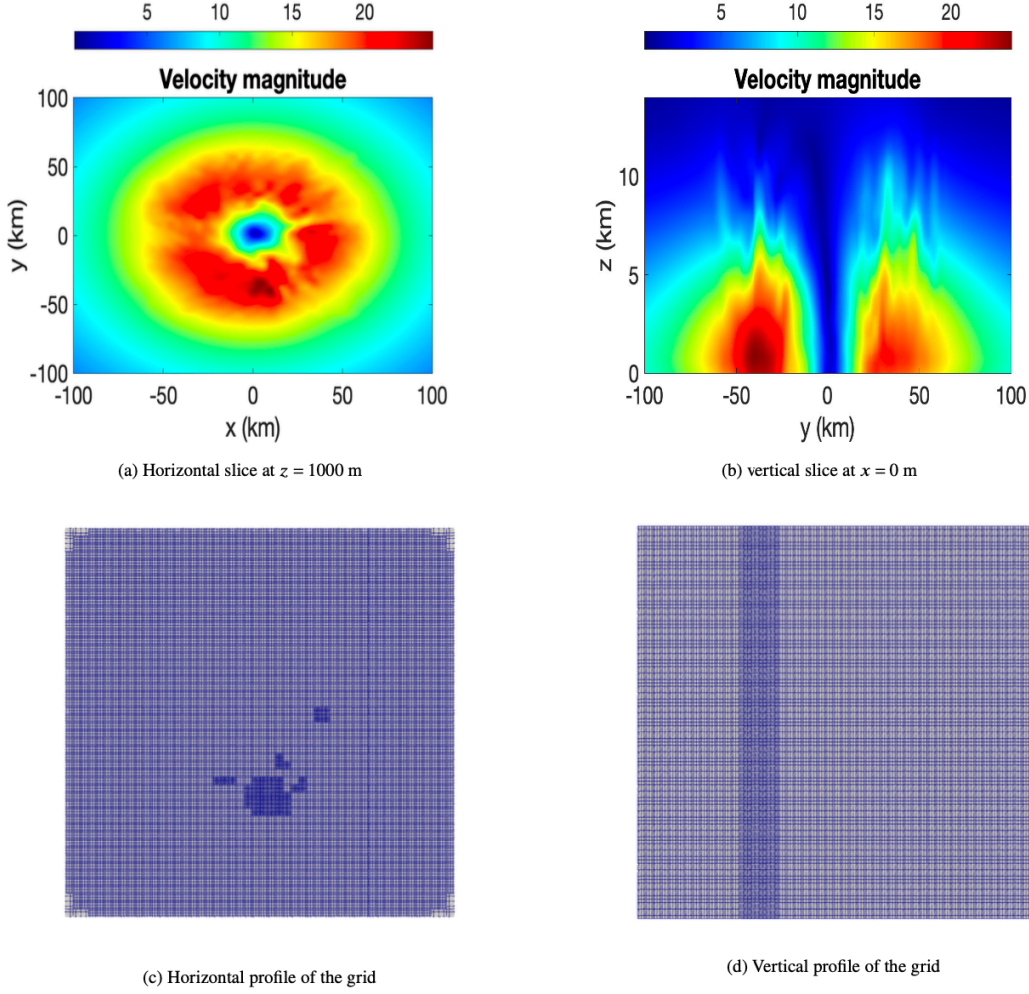 5 10 15 20
Velocity magnitude
100
50
0
-50
-100
y (km)
-100 -50 0 50 100
x (km)
(a) Horizontal slice at z = 1000 m
5 10 15 20
Velocity magnitude
10
5
0
z (km)
-100 -50 0 50 100
y (km)
(b) vertical slice at x = 0 m
(c) Horizontal profile of the grid
(d) Vertical profile of the grid